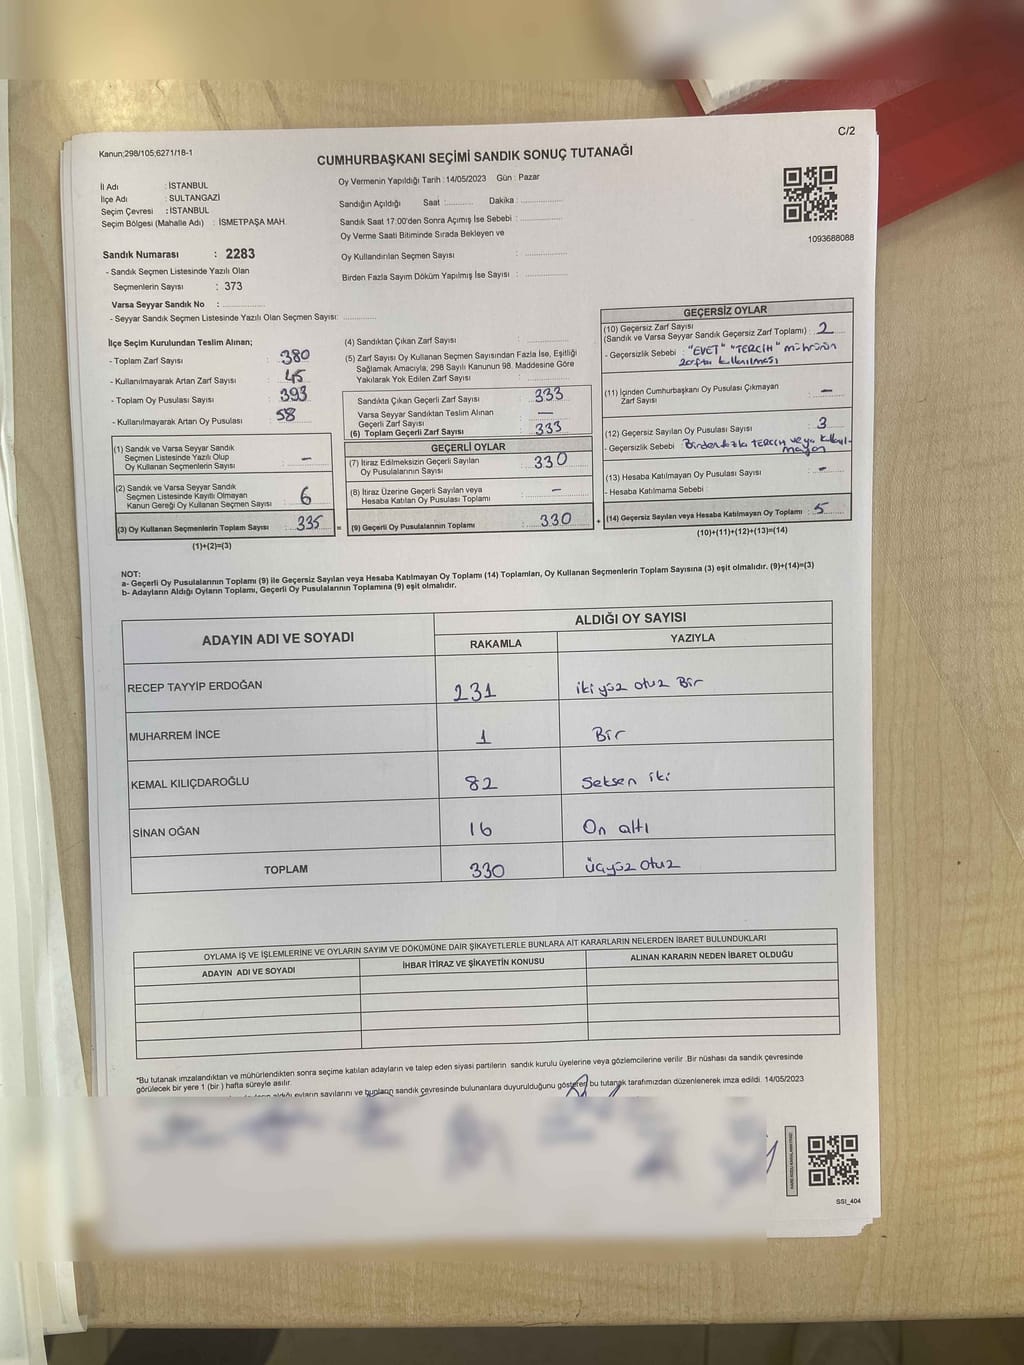 C/2
Kanun;298/105;6271/18-1
CUMHURBAŞKANI SEÇİMİ SANDIK SONUÇ TUTANAĞI
İl Adı : İSTANBUL
İlçe Adı : SULTANGAZİ
Seçim Çevresi : İSTANBUL
Seçim Bölgesi (Mahalle Adı) : İSMETPAŞA MAH.
Oy Vermenin Yapıldığı Tarih : 14/05/2023 Gün : Pazar
Sandığın Açıldığı Saat : Dakika :
Sandık Saat 17:00'den Sonra Açılmış İse Sebebi :
Oy Verme Saati Bitiminde Sırada Bekleyen ve
Oy Kullandırılan Seçmen Sayısı :
Birden Fazla Sayım Döküm Yapılmış İse Sayısı :
1093688088
Sandık Numarası : 2283
- Sandık Seçmen Listesinde Yazılı Olan
Seçmenlerin Sayısı : 373
Varsa Seyyar Sandık No :
- Seyyar Sandık Seçmen Listesinde Yazılı Olan Seçmen Sayısı:
İlçe Seçim Kurulundan Teslim Alınan;
- Toplam Zarf Sayısı : 380
- Kullanılmayarak Artan Zarf Sayısı : 45
- Toplam Oy Pusulası Sayısı : 393
- Kullanılmayarak Artan Oy Pusulası : 58
(1) Sandık ve Varsa Seyyar Sandık
Seçmen Listesinde Yazılı Olup
Oy Kullanan Seçmenlerin Sayısı : –
(2) Sandık ve Varsa Seyyar Sandık
Seçmen Listesinde Kayıtlı Olmayan
Kanun Gereği Oy Kullanan Seçmen Sayısı : 6
(3) Oy Kullanan Seçmenlerin Toplam Sayısı : 335 =
(1)+(2)=(3)
(4) Sandıktan Çıkan Zarf Sayısı :
(5) Zarf Sayısı Oy Kullanan Seçmen Sayısından Fazla İse, Eşitliği
Sağlamak Amacıyla, 298 Sayılı Kanunun 98. Maddesine Göre
Yakılarak Yok Edilen Zarf Sayısı :
Sandıkta Çıkan Geçerli Zarf Sayısı : 333
Varsa Seyyar Sandıktan Teslim Alınan
Geçerli Zarf Sayısı : —
(6) Toplam Geçerli Zarf Sayısı : 333
GEÇERLİ OYLAR
(7) İtiraz Edilmeksizin Geçerli Sayılan
Oy Pusulalarının Sayısı : 330
(8) İtiraz Üzerine Geçerli Sayılan veya
Hesaba Katılan Oy Pusulası Toplamı : –
(9) Geçerli Oy Pusulalarının Toplamı : 330 +
GEÇERSİZ OYLAR
(10) Geçersiz Zarf Sayısı
(Sandık ve Varsa Seyyar Sandık Geçersiz Zarf Toplamı) : 2
- Geçersizlik Sebebi : "EVET" "TERCİH" mührünün
zarfta kullanılması
(11) İçinden Cumhurbaşkanı Oy Pusulası Çıkmayan
Zarf Sayısı : –
(12) Geçersiz Sayılan Oy Pusulası Sayısı : 3
- Geçersizlik Sebebi : Birden fazla TERCİH veya kullanıl-
mayan
(13) Hesaba Katılmayan Oy Pusulası Sayısı : –
- Hesaba Katılmama Sebebi :
(14) Geçersiz Sayılan veya Hesaba Katılmayan Oy Toplamı : 5
(10)+(11)+(12)+(13)=(14)
NOT:
a- Geçerli Oy Pusulalarının Toplamı (9) ile Geçersiz Sayılan veya Hesaba Katılmayan Oy Toplamı (14) Toplamları, Oy Kullanan Seçmenlerin Toplam Sayısına (3) eşit olmalıdır. (9)+(14)=(3)
b- Adayların Aldığı Oyların Toplamı, Geçerli Oy Pusulalarının Toplamına (9) eşit olmalıdır.
ADAYIN ADI VE SOYADI
ALDIĞI OY SAYISI
RAKAMLA YAZIYLA
RECEP TAYYİP ERDOĞAN 231 iki yüz otuz Bir
MUHARREM İNCE 1 Bir
KEMAL KILIÇDAROĞLU 82 Seksen iki
SİNAN OĞAN 16 On altı
TOPLAM 330 üçyüz otuz
OYLAMA İŞ VE İŞLEMLERİNE VE OYLARIN SAYIM VE DÖKÜMÜNE DAİR ŞİKAYETLERLE BUNLARA AİT KARARLARIN NELERDEN İBARET BULUNDUKLARI
ADAYIN ADI VE SOYADI İHBAR İTİRAZ VE ŞİKAYETİN KONUSU ALINAN KARARIN NEDEN İBARET OLDUĞU
*Bu tutanak imzalandıktan ve mühürlendikten sonra seçime katılan adayların ve talep eden siyasi partilerin sandık kurulu üyelerine veya gözlemcilerine verilir. Bir nüshası da sandık çevresinde
görülecek bir yere 1 (bir) hafta süreyle asılır.
oyların sayılarını ve bunların sandık çevresinde bulunanlara duyurulduğunu gösteren bu tutanak tarafımızdan düzenlenerek imza edildi. 14/05/2023
SSI_404